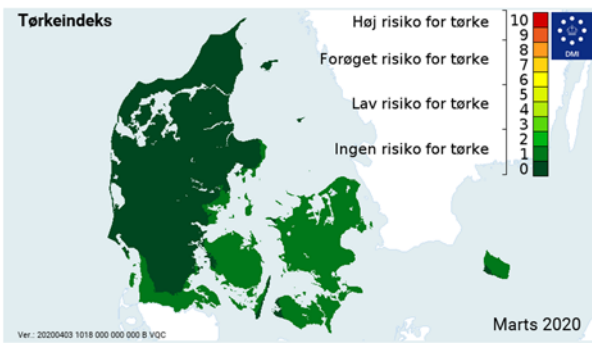 Tørkeindeks
Høj risiko for tørke
Forøget risiko for tørke
Lav risiko for tørke
Ingen risiko for tørke
10
9
8
7
6
5
4
3
2
1
0
DMI
Marts 2020
Ver.: 20200403 1018 000 000 000 B VQC